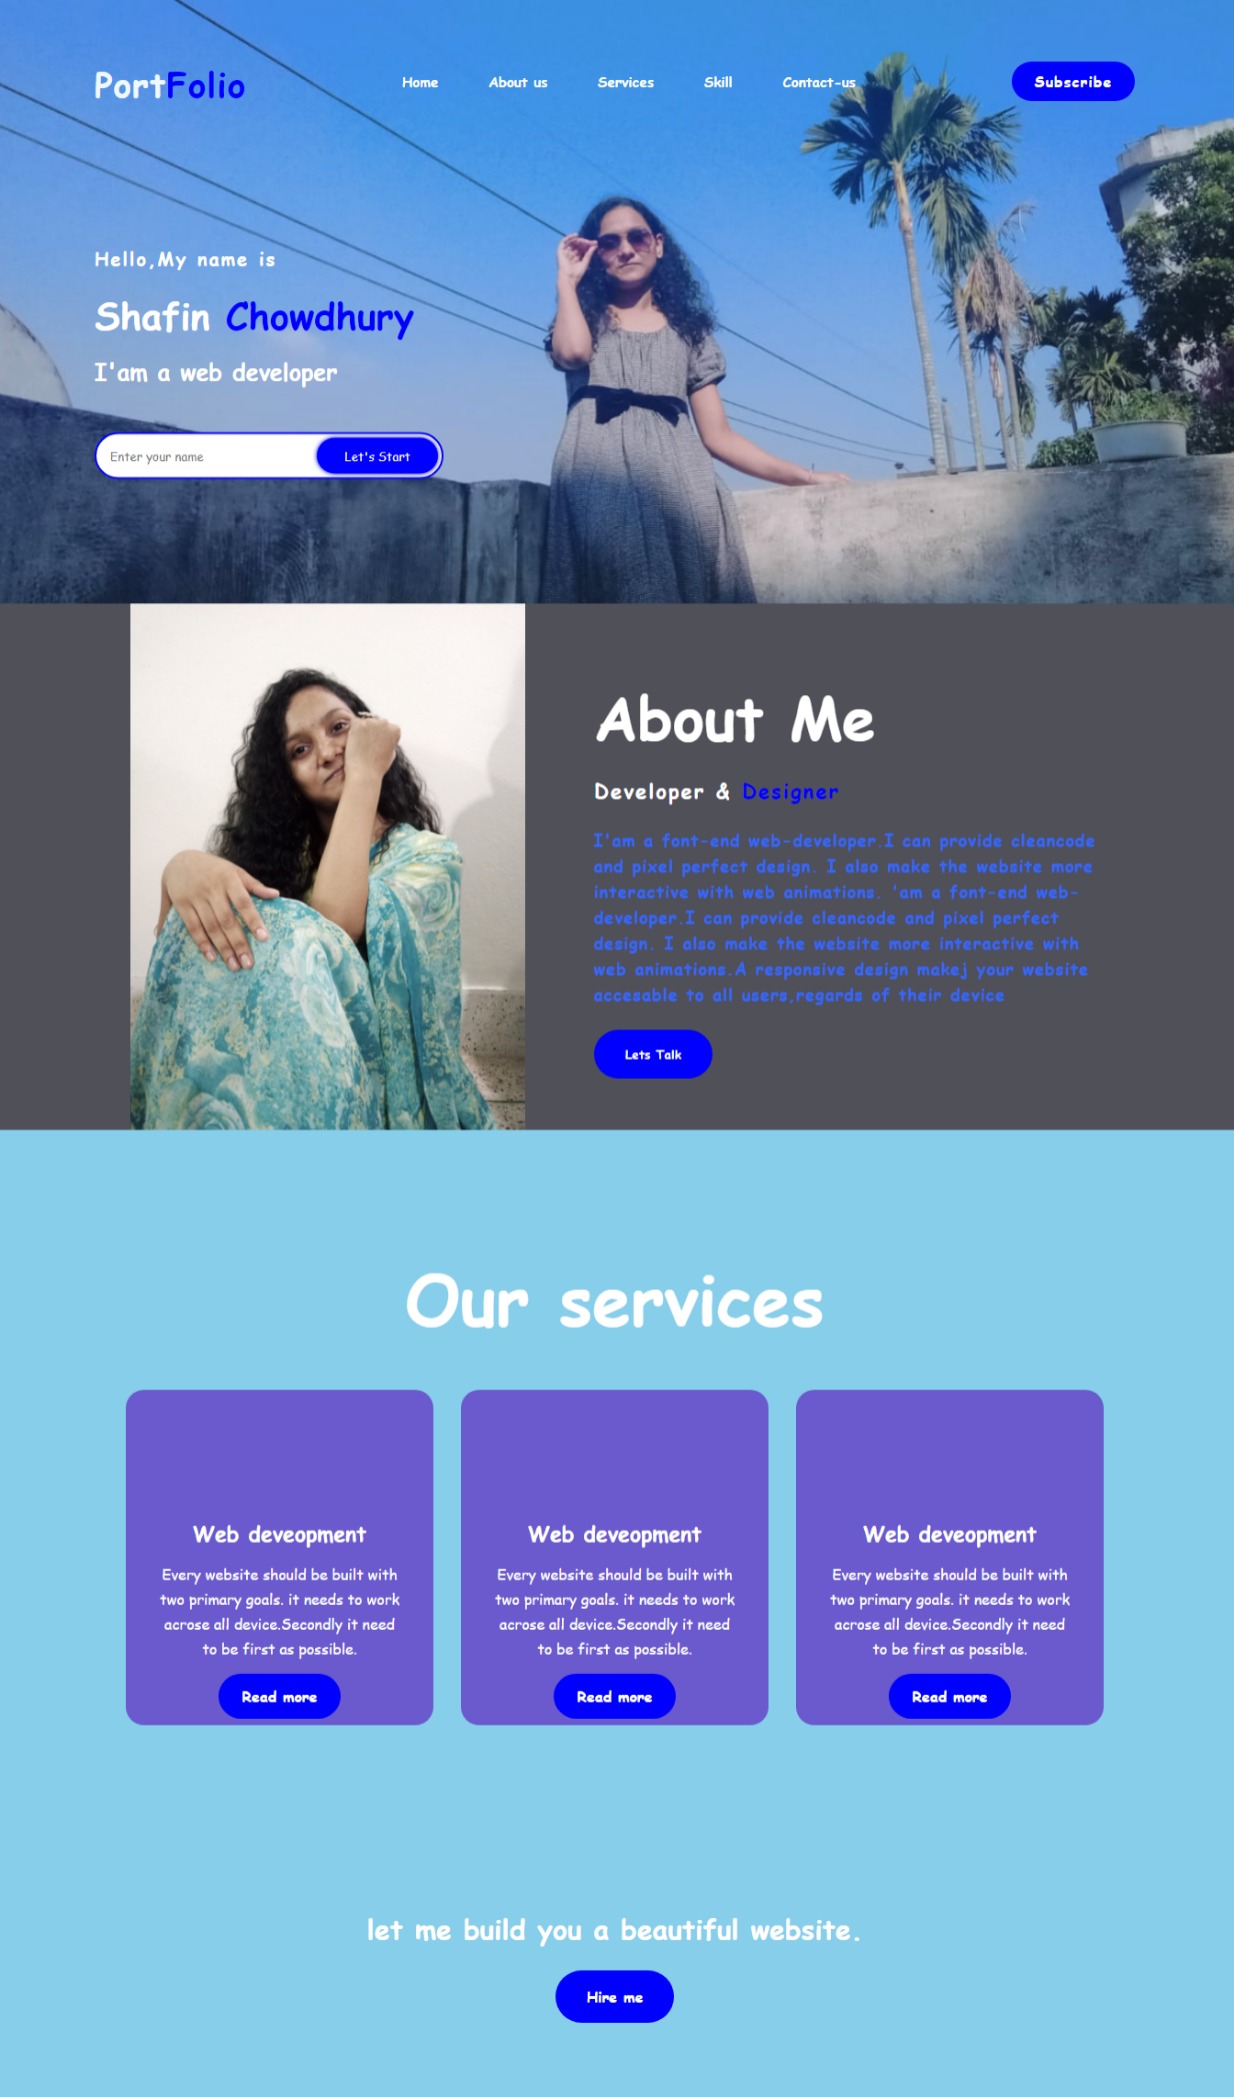 PortFolio
Home About us Services Skill Contact-us
Subscribe
Hello,My name is
Shafin Chowdhury
I'am a web developer
Enter your name
Let's Start
About Me
Developer & Designer
I'am a font-end web-developer.I can provide cleancode
and pixel perfect design. I also make the website more
interactive with web animations. 'am a font-end web-
developer.I can provide cleancode and pixel perfect
design. I also make the website more interactive with
web animations.A responsive design makej your website
accesable to all users,regards of their device
Lets Talk
Our services
Web deveopment
Every website should be built with
two primary goals. it needs to work
acrose all device.Secondly it need
to be first as possible.
Read more
Web deveopment
Every website should be built with
two primary goals. it needs to work
acrose all device.Secondly it need
to be first as possible.
Read more
Web deveopment
Every website should be built with
two primary goals. it needs to work
acrose all device.Secondly it need
to be first as possible.
Read more
let me build you a beautiful website.
Hire me